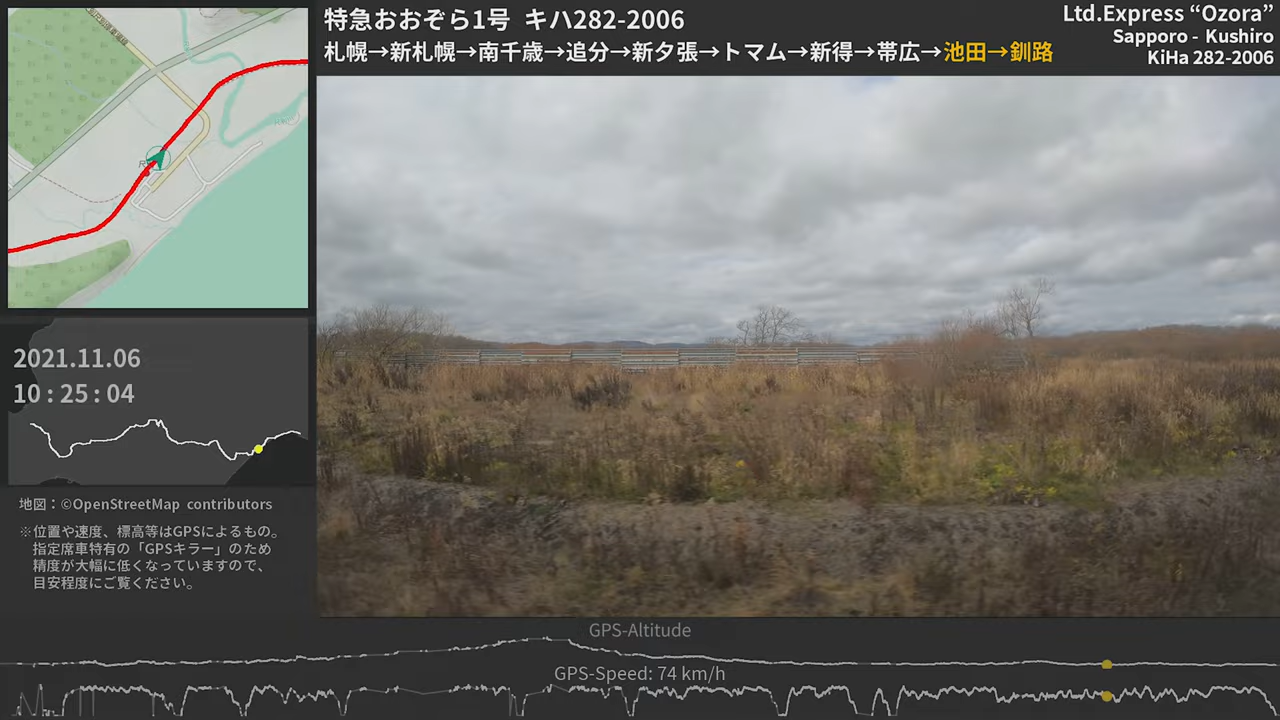 特急おおぞら1号 キハ282-2006
札幌→新札幌→南千歳→追分→新夕張→トマム→新得→帯広→池田→釧路
Ltd.Express “Ozora”
Sapporo - Kushiro
KiHa 282-2006
2021.11.06
10:25:04
地図：©OpenStreetMap contributors
※位置や速度、標高等はGPSによるもの。
指定席車特有の「GPSキラー」のため
精度が大幅に低くなっていますので、
目安程度にご覧ください。
GPS-Altitude
GPS-Speed: 74 km/h